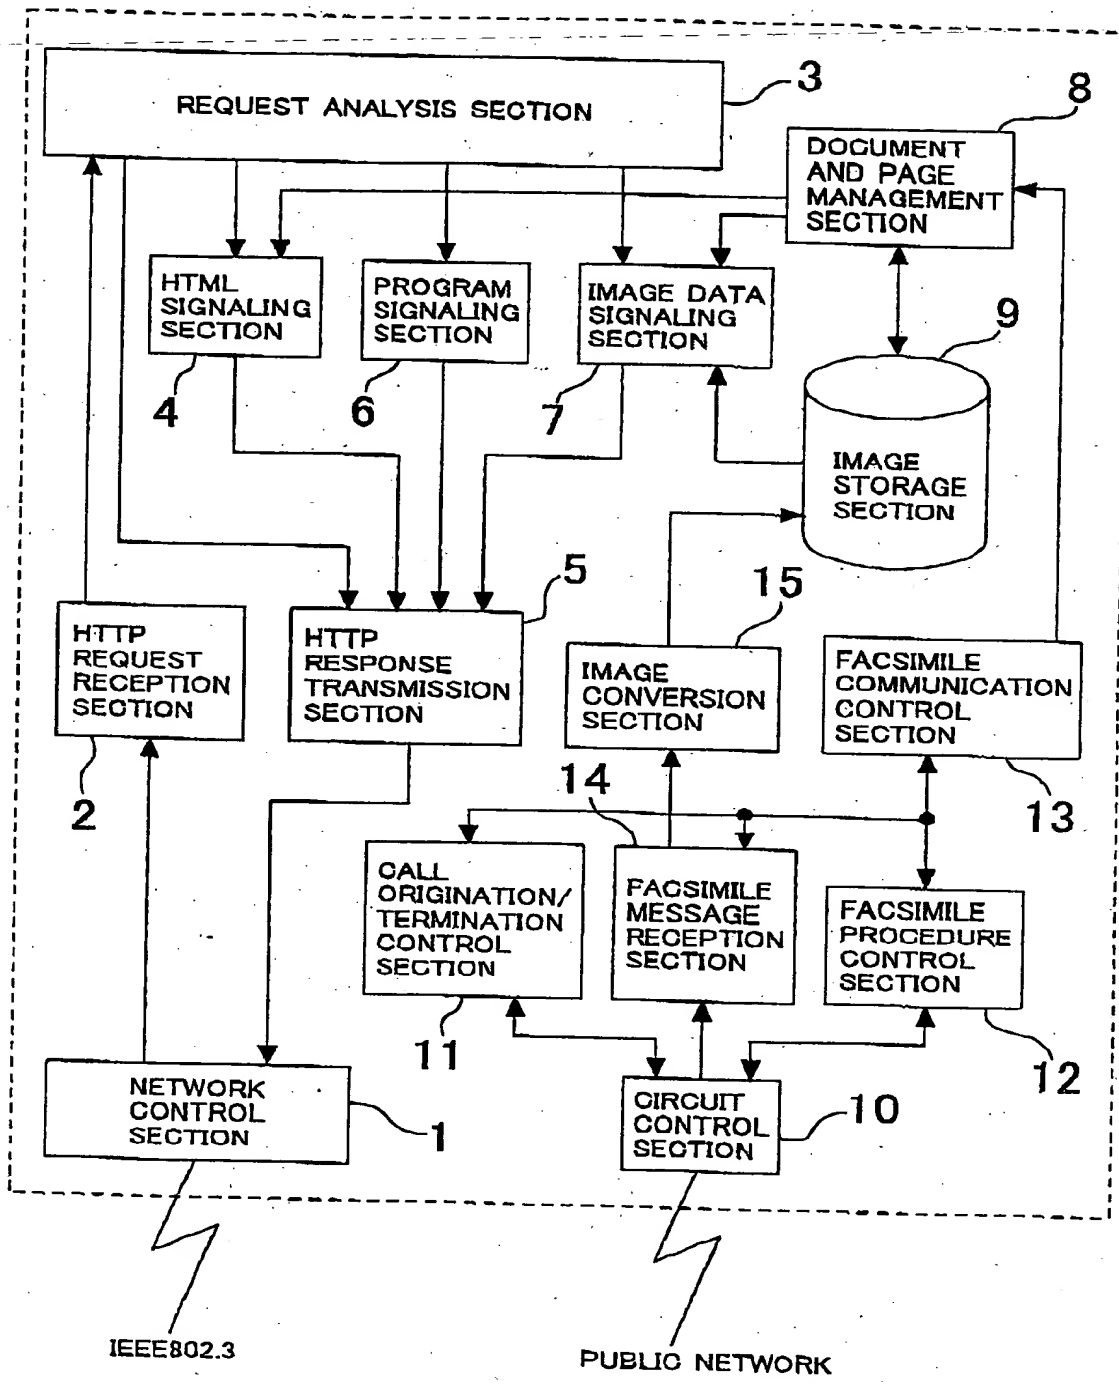 REQUEST ANALYSIS SECTION
3
8
DOCUMENT
AND PAGE
MANAGEMENT
SECTION
HTML
SIGNALING
SECTION
PROGRAM
SIGNALING
SECTION
IMAGE DATA
SIGNALING
SECTION
9
4
6
7
IMAGE
STORAGE
SECTION
5
15
HTTP
REQUEST
RECEPTION
SECTION
HTTP
RESPONSE
TRANSMISSION
SECTION
IMAGE
CONVERSION
SECTION
FACSIMILE
COMMUNICATION
CONTROL
SECTION
2
14
13
CALL
ORIGINATION/
TERMINATION
CONTROL
SECTION
FACSIMILE
MESSAGE
RECEPTION
SECTION
FACSIMILE
PROCEDURE
CONTROL
SECTION
11
12
NETWORK
CONTROL
SECTION
1
CIRCUIT
CONTROL
SECTION
10
IEEE802.3
PUBLIC NETWORK